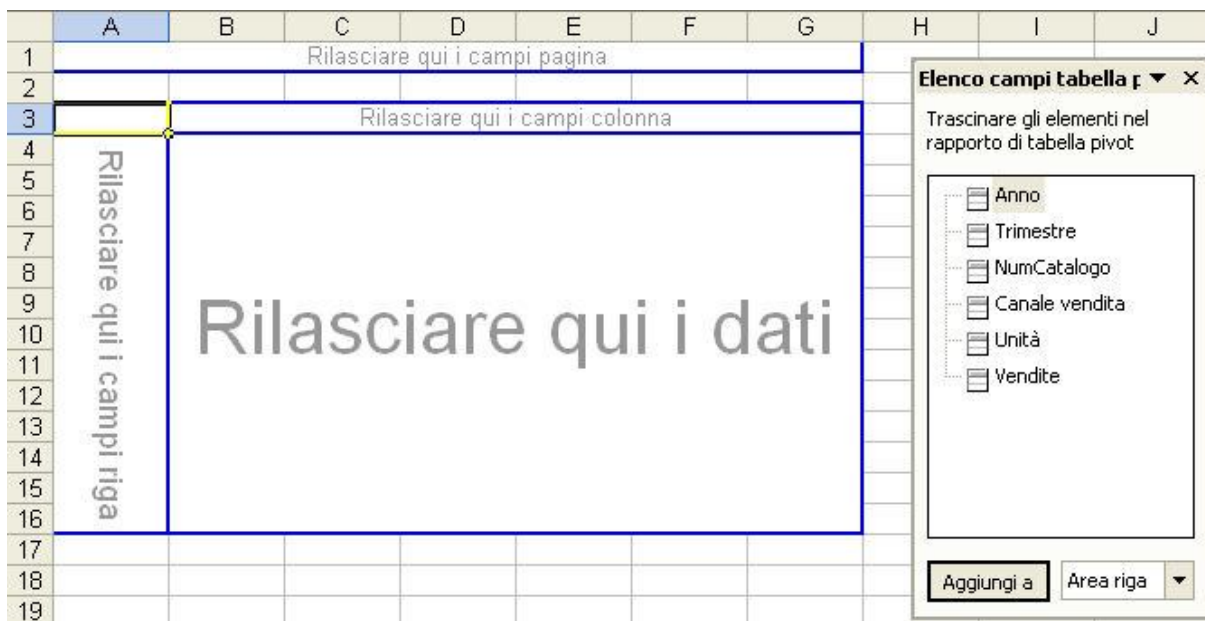 A B C D E F G H I J
1 Rilasciare qui i campi pagina
2
3 Rilasciare qui i campi colonna
4
5
6
7
8
9
10
11
12
13
14
15
16
17
18
19
Rilasciare qui i campi riga
Rilasciare qui i dati
Elenco campi tabella p
Trascinare gli elementi nel
rapporto di tabella pivot
Anno
Trimestre
NumCatalogo
Canale vendita
Unità
Vendite
Aggiungi a Area riga